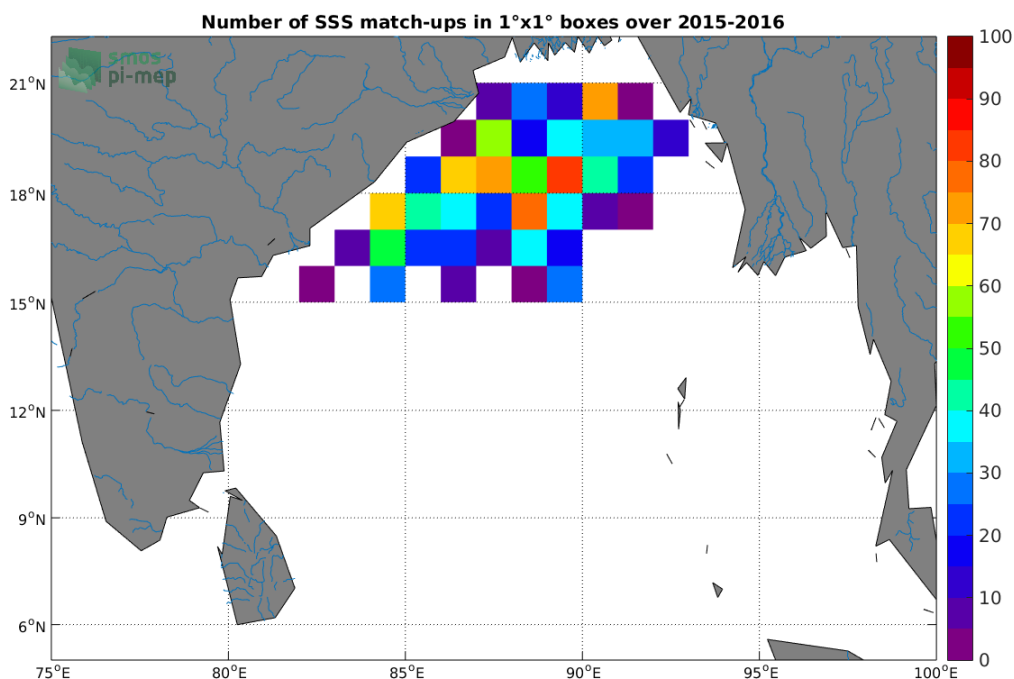 Number of SSS match-ups in 1°x1° boxes over 2015-2016
smos
pi-mep
21°N
18°N
15°N
12°N
9°N
6°N
75°E 80°E 85°E 90°E 95°E 100°E
100
90
80
70
60
50
40
30
20
10
0